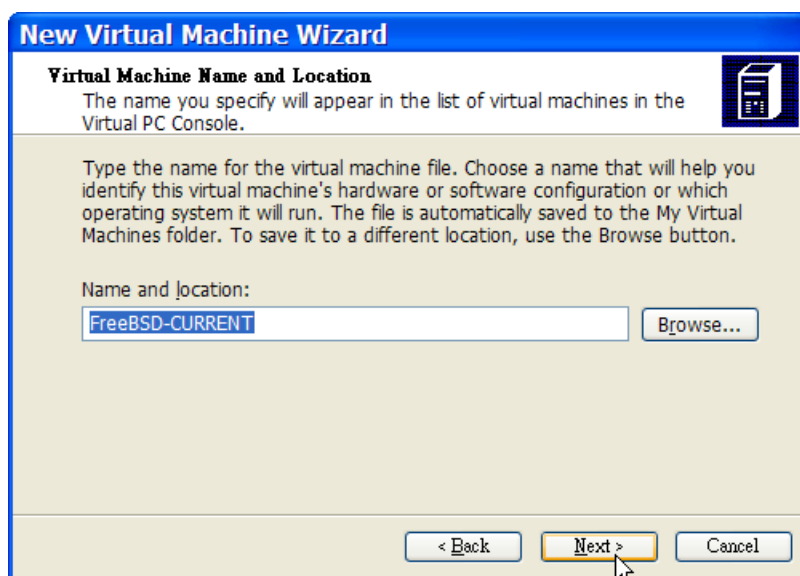 New Virtual Machine Wizard
Virtual Machine Name and Location
The name you specify will appear in the list of virtual machines in the
Virtual PC Console.
Type the name for the virtual machine file. Choose a name that will help you
identify this virtual machine's hardware or software configuration or which
operating system it will run. The file is automatically saved to the My Virtual
Machines folder. To save it to a different location, use the Browse button.
Name and location:
FreeBSD-CURRENT
Browse...
< Back
Next >
Cancel